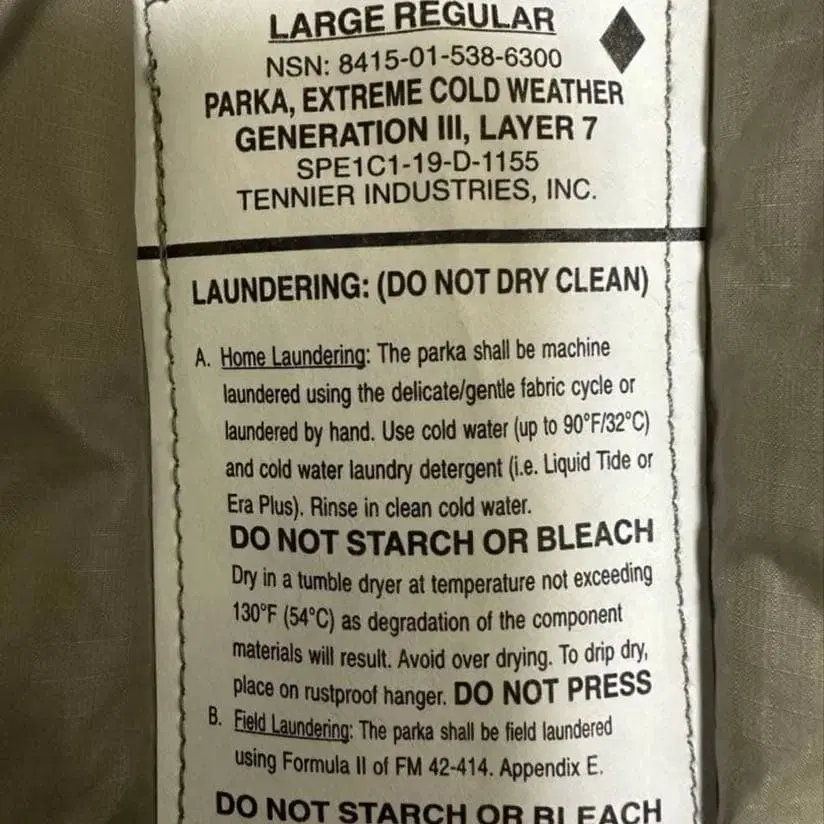 LARGE REGULAR
NSN: 8415-01-538-6300
PARKA, EXTREME COLD WEATHER
GENERATION III, LAYER 7
SPE1C1-19-D-1155
TENNIER INDUSTRIES, INC.
LAUNDERING: (DO NOT DRY CLEAN)
A. Home Laundering: The parka shall be machine
laundered using the delicate/gentle fabric cycle or
laundered by hand. Use cold water (up to 90°F/32°C)
and cold water laundry detergent (i.e. Liquid Tide or
Era Plus). Rinse in clean cold water.
DO NOT STARCH OR BLEACH
Dry in a tumble dryer at temperature not exceeding
130°F (54°C) as degradation of the component
materials will result. Avoid over drying. To drip dry,
place on rustproof hanger. DO NOT PRESS
B. Field Laundering: The parka shall be field laundered
using Formula II of FM 42-414. Appendix E.
DO NOT STARCH OR BLEACH